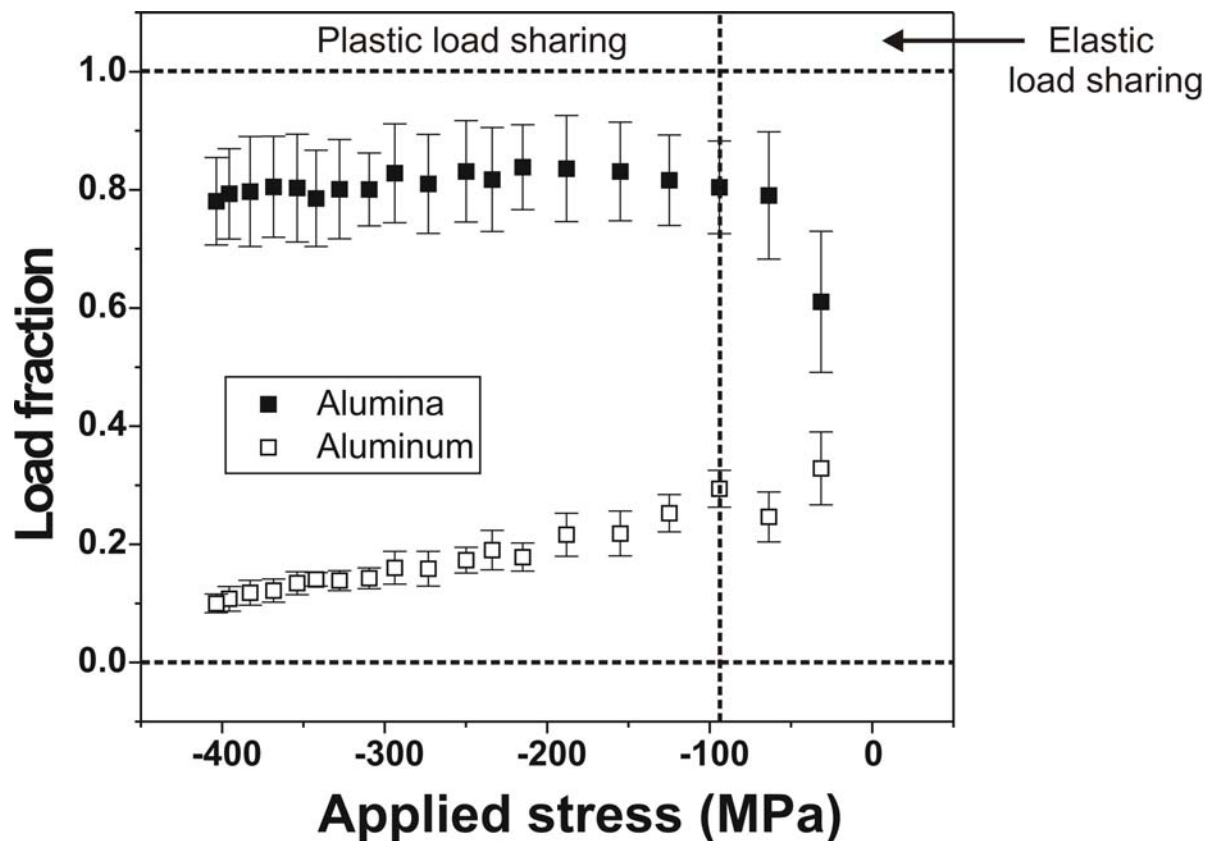 Plastic load sharing
Elastic
load sharing
1.0
0.8
0.6
0.4
0.2
0.0
Load fraction
Alumina
Aluminum
-400
-300
-200
-100
0
Applied stress (MPa)